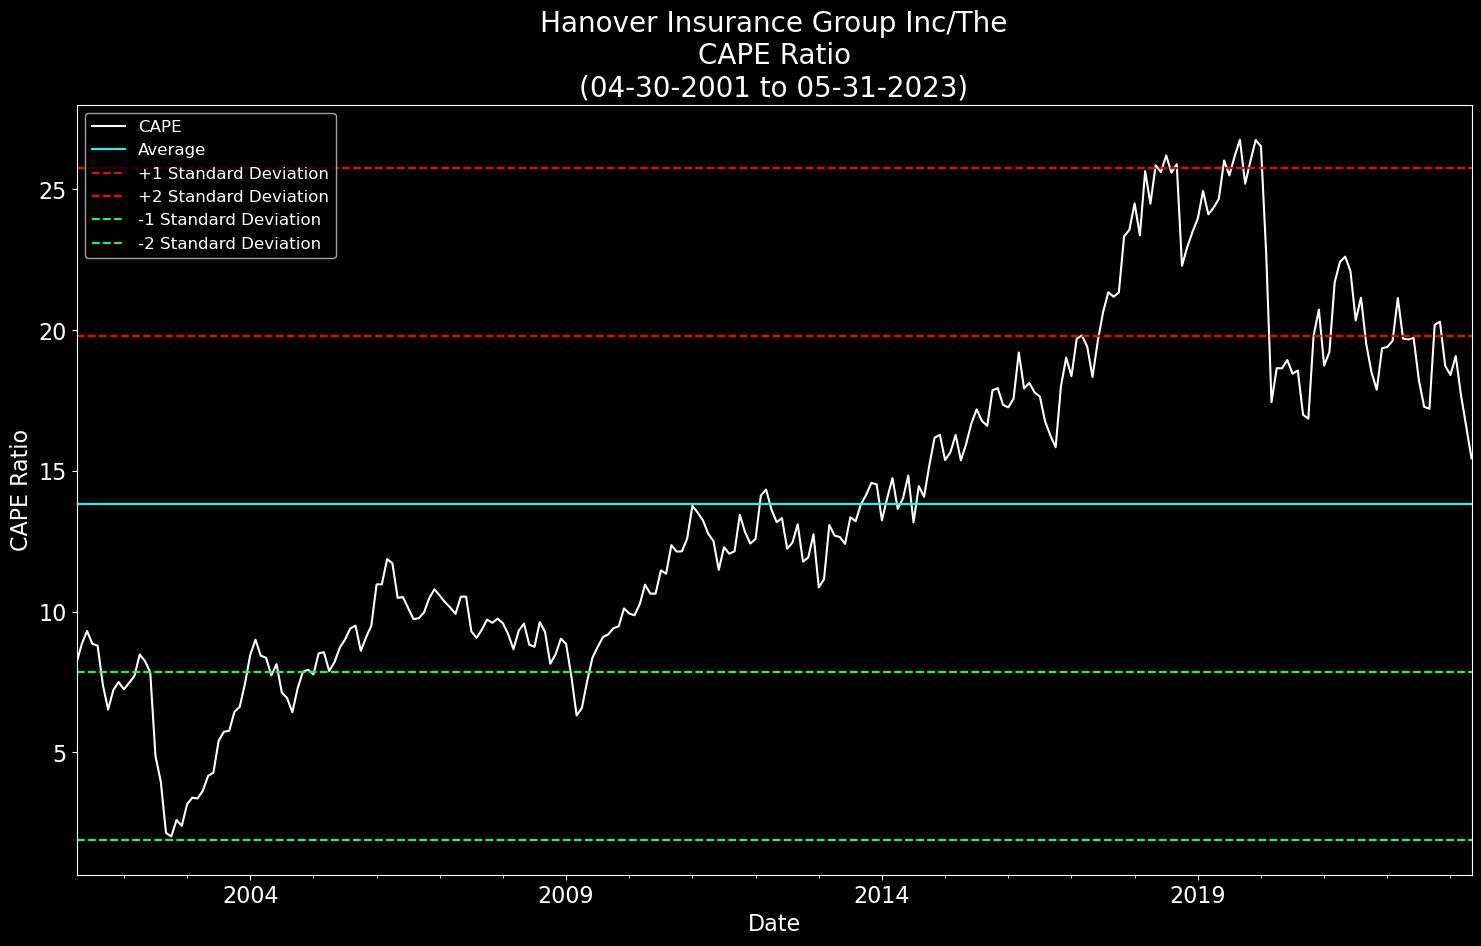 Hanover Insurance Group Inc/The
CAPE Ratio
(04-30-2001 to 05-31-2023)
CAPE
Average
+1 Standard Deviation
+2 Standard Deviation
-1 Standard Deviation
-2 Standard Deviation
25
20
15
10
5
CAPE Ratio
2004
2009
2014
2019
Date